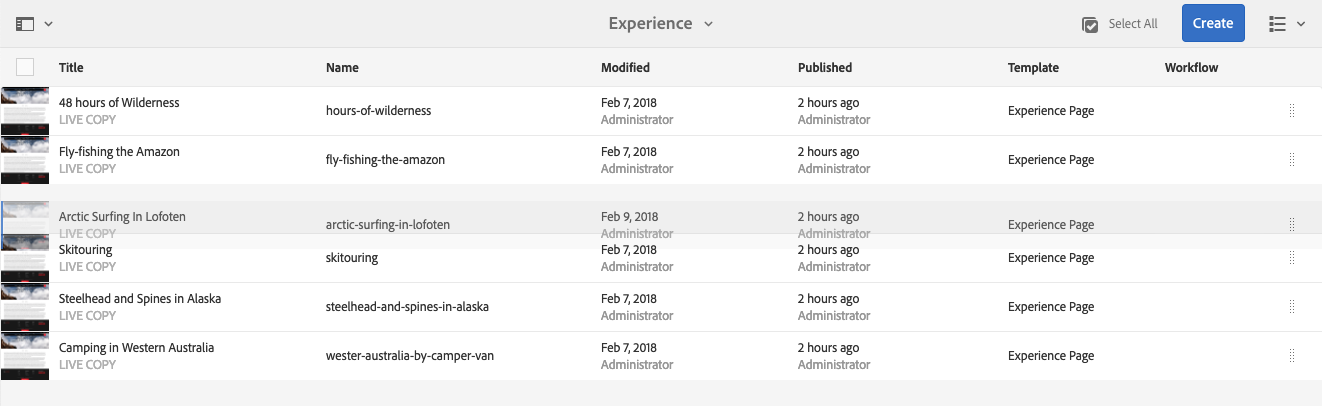 Experience
Select All
Create
Title Name Modified Published Template Workflow
48 hours of Wilderness hours-of-wilderness Feb 7, 2018 2 hours ago Experience Page
LIVE COPY Administrator Administrator
Fly-fishing the Amazon fly-fishing-the-amazon Feb 7, 2018 2 hours ago Experience Page
LIVE COPY Administrator Administrator
Arctic Surfing In Lofoten arctic-surfing-in-lofoten Feb 9, 2018 2 hours ago Experience Page
LIVE COPY Administrator Administrator
Skitouring skitouring Feb 7, 2018 2 hours ago Experience Page
LIVE COPY Administrator Administrator
Steelhead and Spines in Alaska steelhead-and-spines-in-alaska Feb 7, 2018 2 hours ago Experience Page
LIVE COPY Administrator Administrator
Camping in Western Australia wester-australia-by-camper-van Feb 7, 2018 2 hours ago Experience Page
LIVE COPY Administrator Administrator